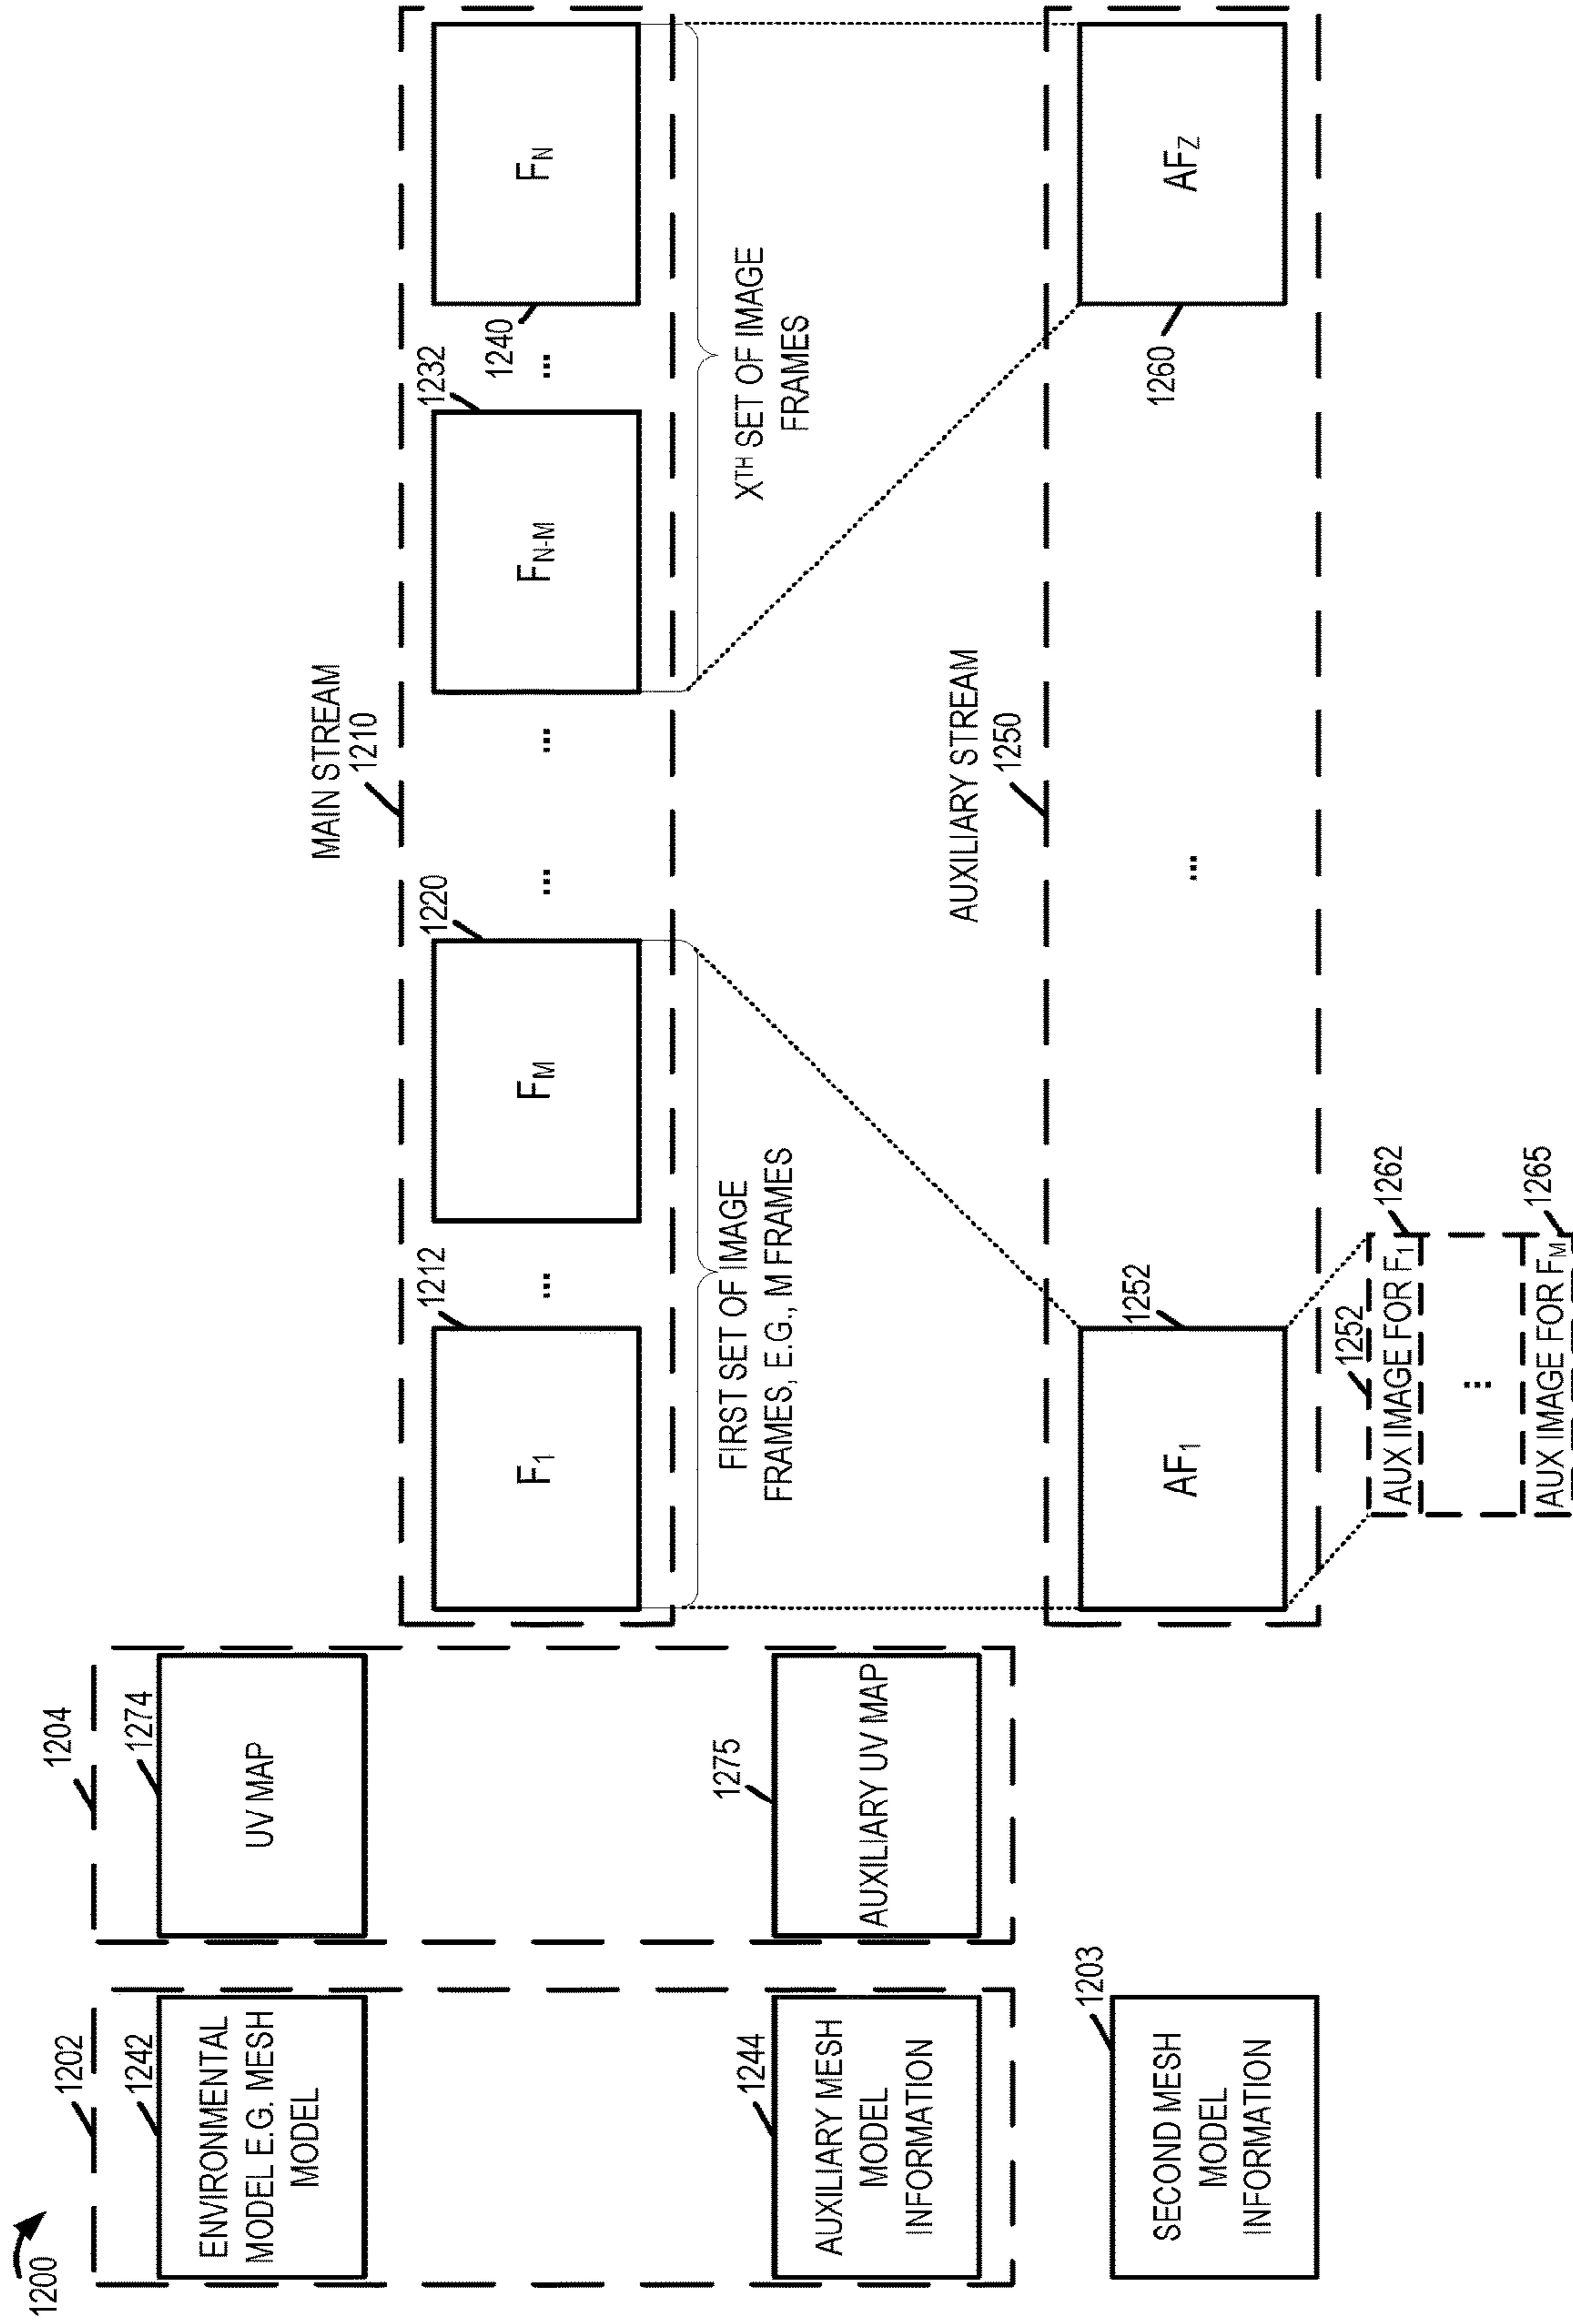 1200
1202
1242
ENVIRONMENTAL
MODEL E.G. MESH
MODEL
1244
AUXILIARY MESH
MODEL
INFORMATION
1203
SECOND MESH
MODEL
INFORMATION
1204
1274
UV MAP
1275
AUXILIARY UV MAP
MAIN STREAM
1210
1212
F1
...
1220
FM
...
...
1232
FN-M
...
1240
FN
FIRST SET OF IMAGE
FRAMES, E.G., M FRAMES
XTH SET OF IMAGE
FRAMES
AUXILIARY STREAM
1250
1252
AF1
...
1260
AFZ
1252
AUX IMAGE FOR F1
1262
...
AUX IMAGE FOR FM
1265